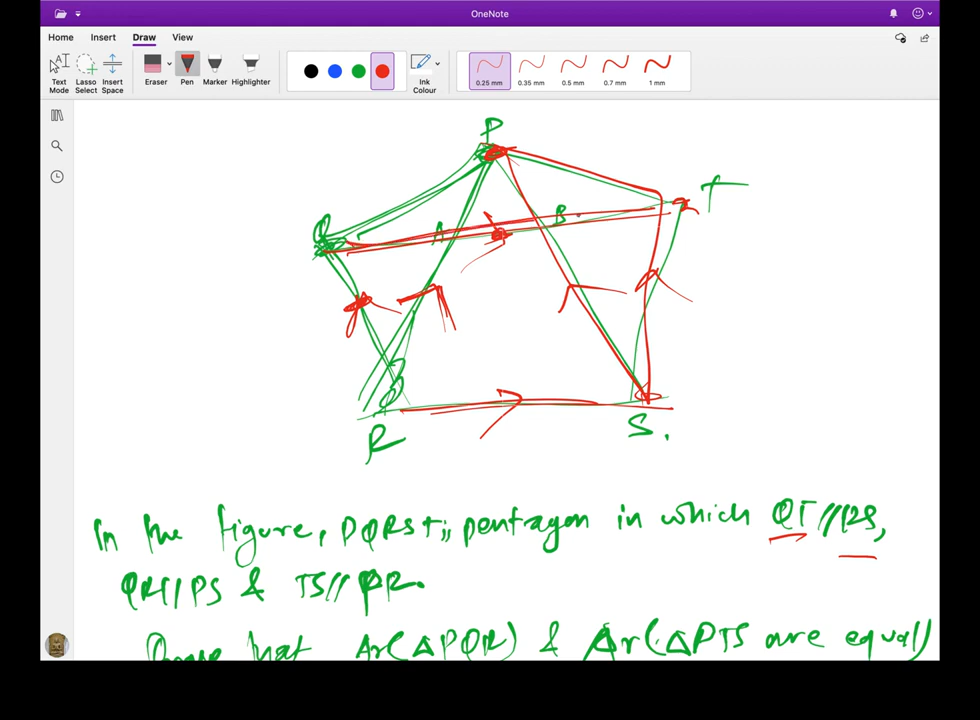 OneNote
Home Insert Draw View
Text Mode Lasso Select Insert Space Eraser Pen Marker Highlighter Ink Colour 0.25 mm 0.35 mm 0.5 mm 0.7 mm 1 mm
P
T
Q
A B
R S.
In the figure, PQRST is pentagon in which QT//RS,
QR//PS & TS//PR.
Prove that Ar(△PQR) & Ar(△PTS are equal)